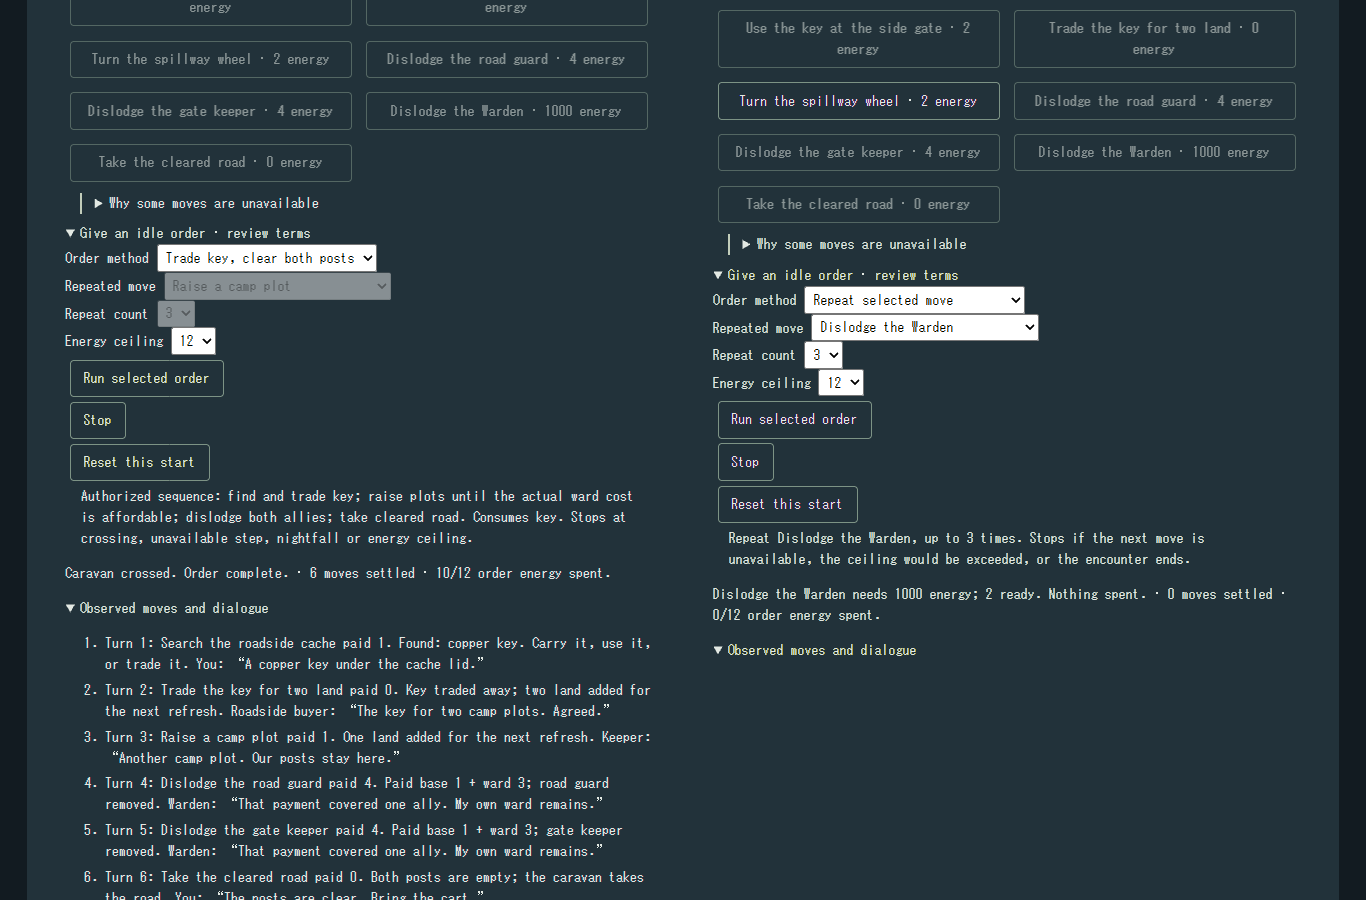 energy
energy
Turn the spillway wheel · 2 energy
Dislodge the road guard · 4 energy
Dislodge the gate keeper · 4 energy
Dislodge the Warden · 1000 energy
Take the cleared road · 0 energy
▶ Why some moves are unavailable
▼ Give an idle order · review terms
Order method Trade key, clear both posts
Repeated move Raise a camp plot
Repeat count 3
Energy ceiling 12
Run selected order
Stop
Reset this start
Authorized sequence: find and trade key; raise plots until the actual ward cost
is affordable; dislodge both allies; take cleared road. Consumes key. Stops at
crossing, unavailable step, nightfall or energy ceiling.
Caravan crossed. Order complete. · 6 moves settled · 10/12 order energy spent.
▼ Observed moves and dialogue
1. Turn 1: Search the roadside cache paid 1. Found: copper key. Carry it, use it,
or trade it. You: “A copper key under the cache lid.”
2. Turn 2: Trade the key for two land paid 0. Key traded away; two land added for
the next refresh. Roadside buyer: “The key for two camp plots. Agreed.”
3. Turn 3: Raise a camp plot paid 1. One land added for the next refresh. Keeper:
“Another camp plot. Our posts stay here.”
4. Turn 4: Dislodge the road guard paid 4. Paid base 1 + ward 3; road guard
removed. Warden: “That payment covered one ally. My own ward remains.”
5. Turn 5: Dislodge the gate keeper paid 4. Paid base 1 + ward 3; gate keeper
removed. Warden: “That payment covered one ally. My own ward remains.”
6. Turn 6: Take the cleared road paid 0. Both posts are empty; the caravan takes
the road. You: “The posts are clear. Bring the cart.”
Use the key at the side gate · 2
energy
Trade the key for two land · 0
energy
Turn the spillway wheel · 2 energy
Dislodge the road guard · 4 energy
Dislodge the gate keeper · 4 energy
Dislodge the Warden · 1000 energy
Take the cleared road · 0 energy
▶ Why some moves are unavailable
▼ Give an idle order · review terms
Order method Repeat selected move
Repeated move Dislodge the Warden
Repeat count 3
Energy ceiling 12
Run selected order
Stop
Reset this start
Repeat Dislodge the Warden, up to 3 times. Stops if the next move is
unavailable, the ceiling would be exceeded, or the encounter ends.
Dislodge the Warden needs 1000 energy; 2 ready. Nothing spent. · 0 moves settled ·
0/12 order energy spent.
▼ Observed moves and dialogue